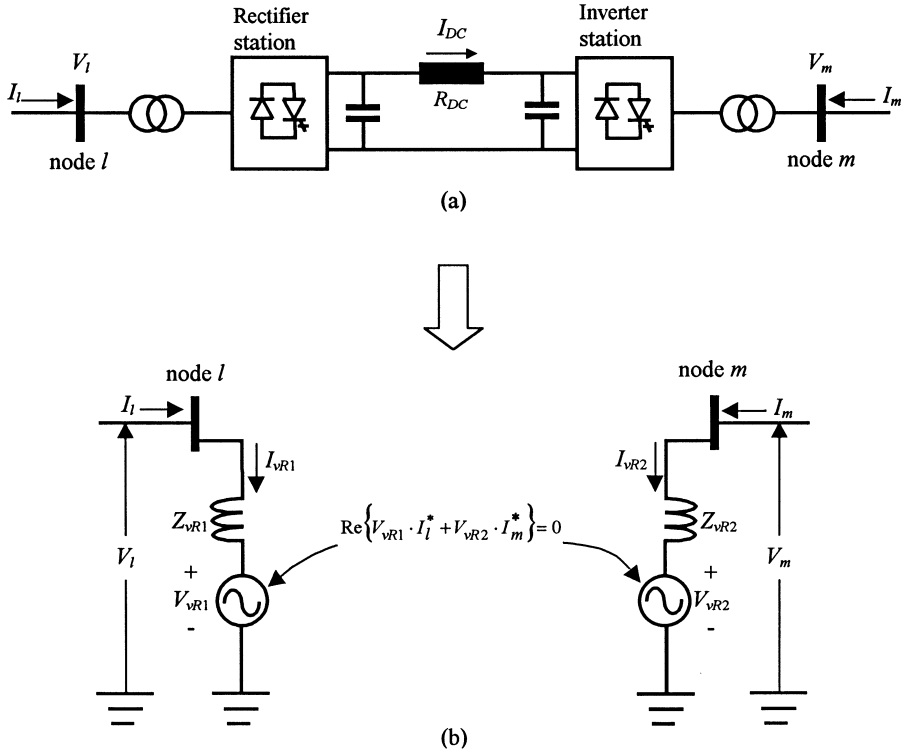 Rectifier station
Inverter station
I_DC
V_l
V_m
I_l
I_m
R_DC
node l
node m
(a)
node l
node m
I_l
I_m
I_vR1
I_vR2
Z_vR1
Re{V_vR1 · I_l^* + V_vR2 · I_m^*} = 0
Z_vR2
V_l
V_m
+
+
V_vR1
V_vR2
-
-
(b)